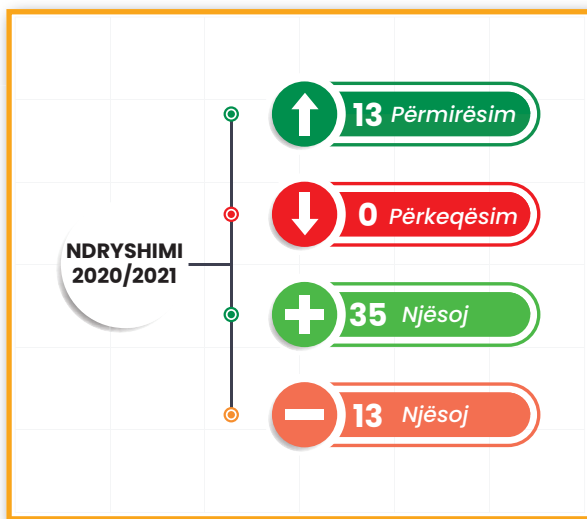 NDRYSHIMI
2020/2021
13 Përmirësim
0 Përkeqësim
35 Njësoj
13 Njësoj